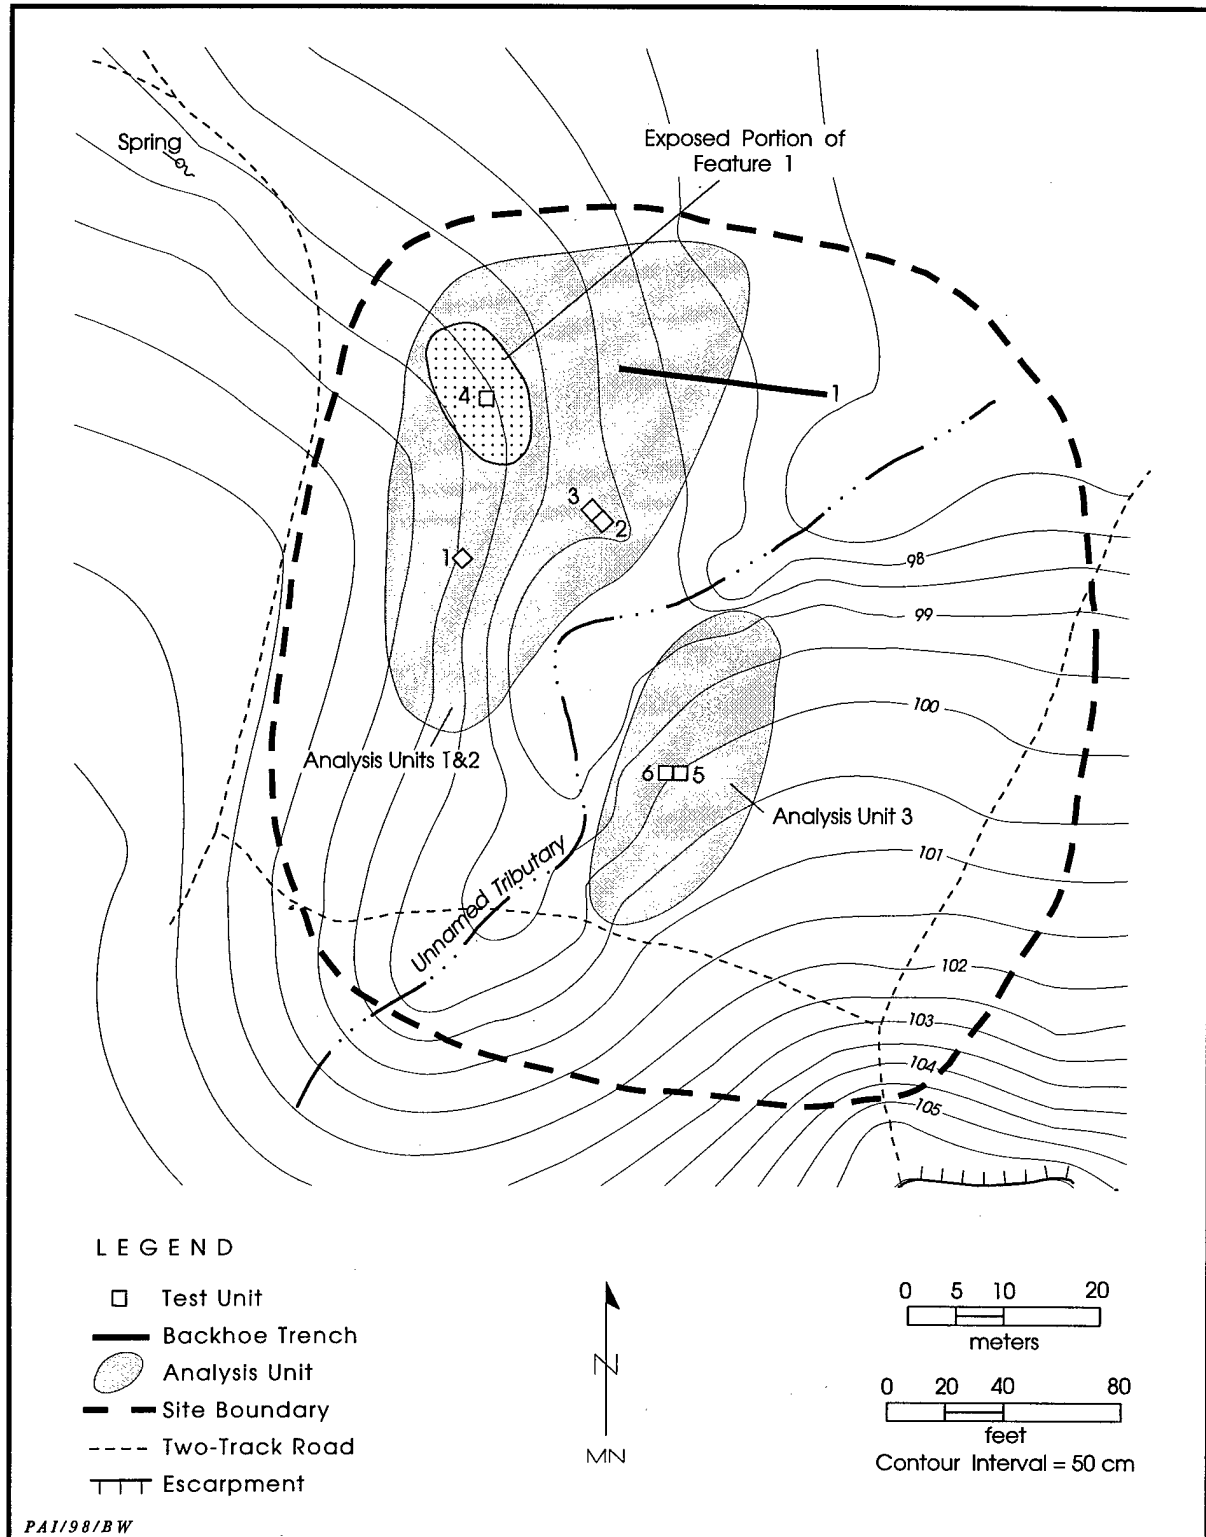 Spring
Exposed Portion of
Feature 1
4
1
3
2
1
98
99
100
Analysis Units 1&2
6 5
Analysis Unit 3
101
Unnamed Tributary
102
103
104
105
LEGEND
Test Unit
Backhoe Trench
Analysis Unit
Site Boundary
Two-Track Road
Escarpment
N
MN
0 5 10 20
meters
0 20 40 80
feet
Contour Interval = 50 cm
PAI/98/BW